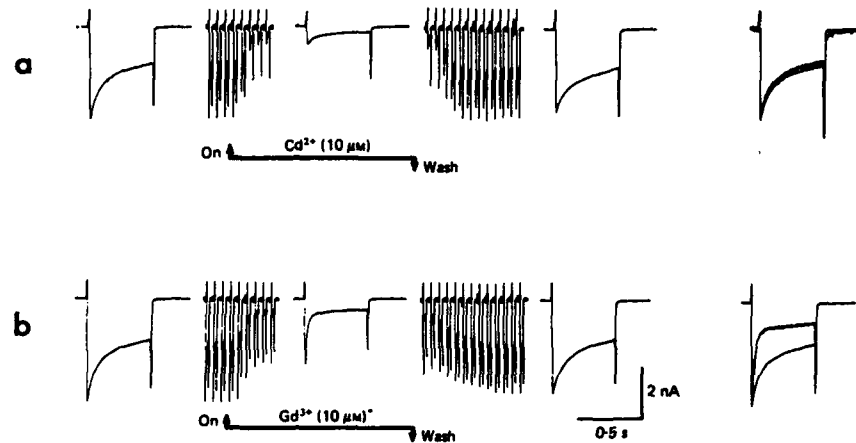 a
On
Cd²⁺ (10 μM)
Wash
b
On
Gd³⁺ (10 μM)*
Wash
2 nA
0·5 s